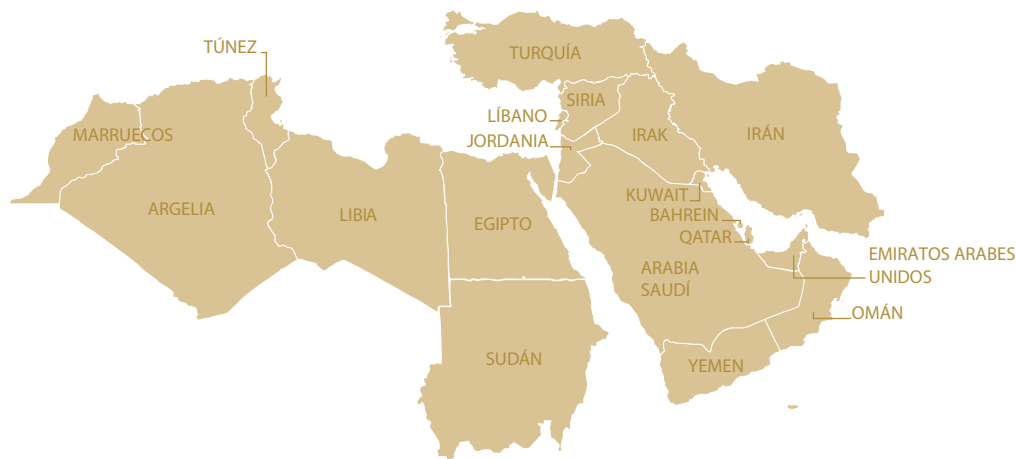 TÚNEZ
TURQUÍA
SIRIA
LÍBANO
MARRUECOS
IRAK
IRÁN
JORDANIA
KUWAIT
ARGELIA
LIBIA
BAHREIN
EGIPTO
QATAR
EMIRATOS ARABES
UNIDOS
ARABIA
SAUDÍ
OMÁN
SUDÁN
YEMEN